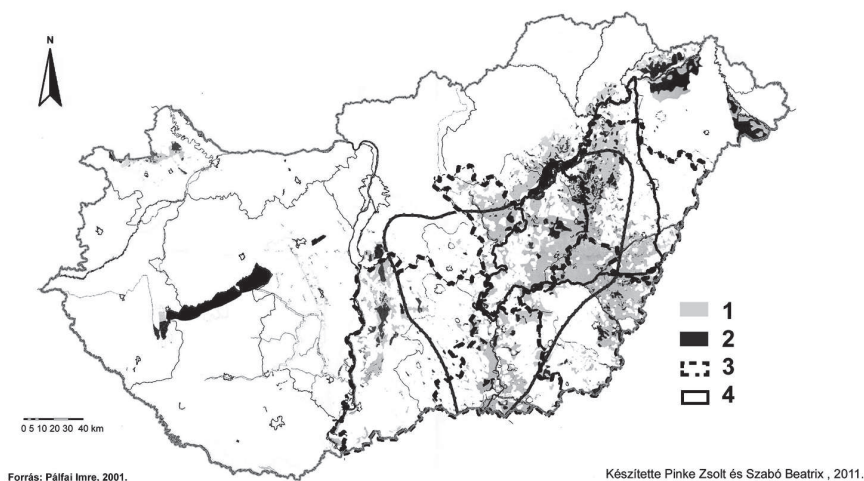 N
1
2
3
4
0 5 10 20 30 40 km
Forrás: Pálfai Imre, 2001.
Készítette Pinke Zsolt és Szabó Beatrix , 2011.